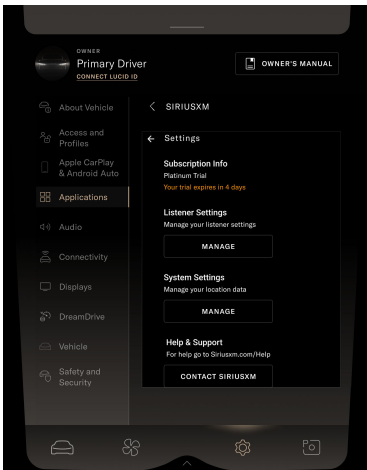 OWNER
Primary Driver
CONNECT LUCID ID
OWNER'S MANUAL
About Vehicle
Access and
Profiles
Apple CarPlay
& Android Auto
Applications
Audio
Connectivity
Displays
DreamDrive
Vehicle
Safety and
Security
SIRIUSXM
Settings
Subscription Info
Platinum Trial
Your trial expires in 4 days
Listener Settings
Manage your listener settings
MANAGE
System Settings
Manage your location data
MANAGE
Help & Support
For help go to Siriusxm.com/Help
CONTACT SIRIUSXM